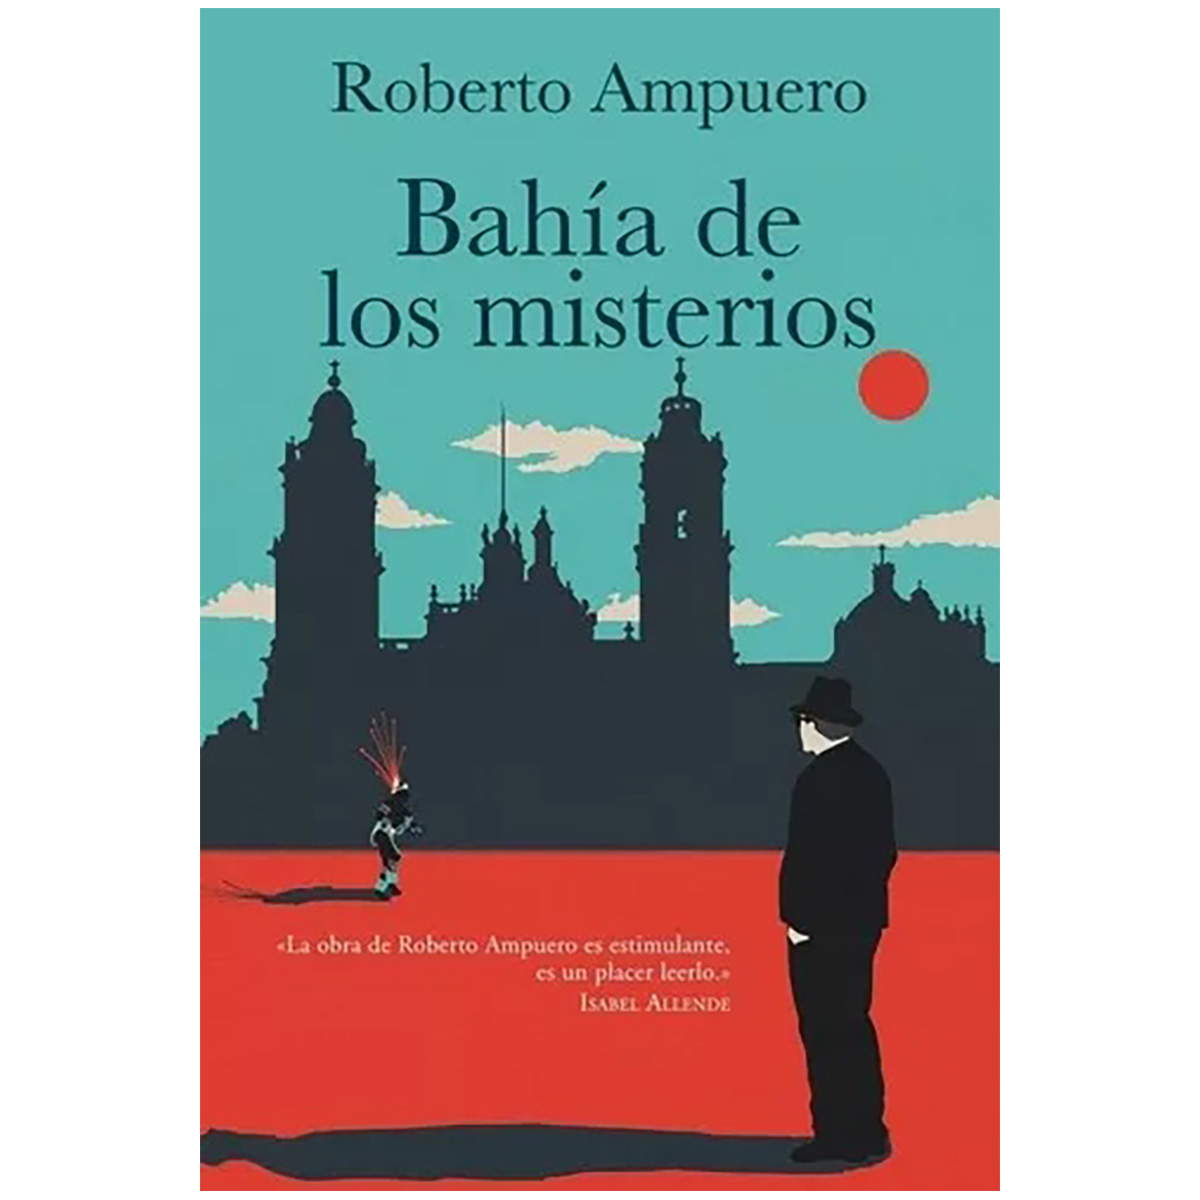 Roberto Ampuero
Bahía de
los misterios
«La obra de Roberto Ampuero es estimulante,
es un placer leerlo.»
Isabel Allende